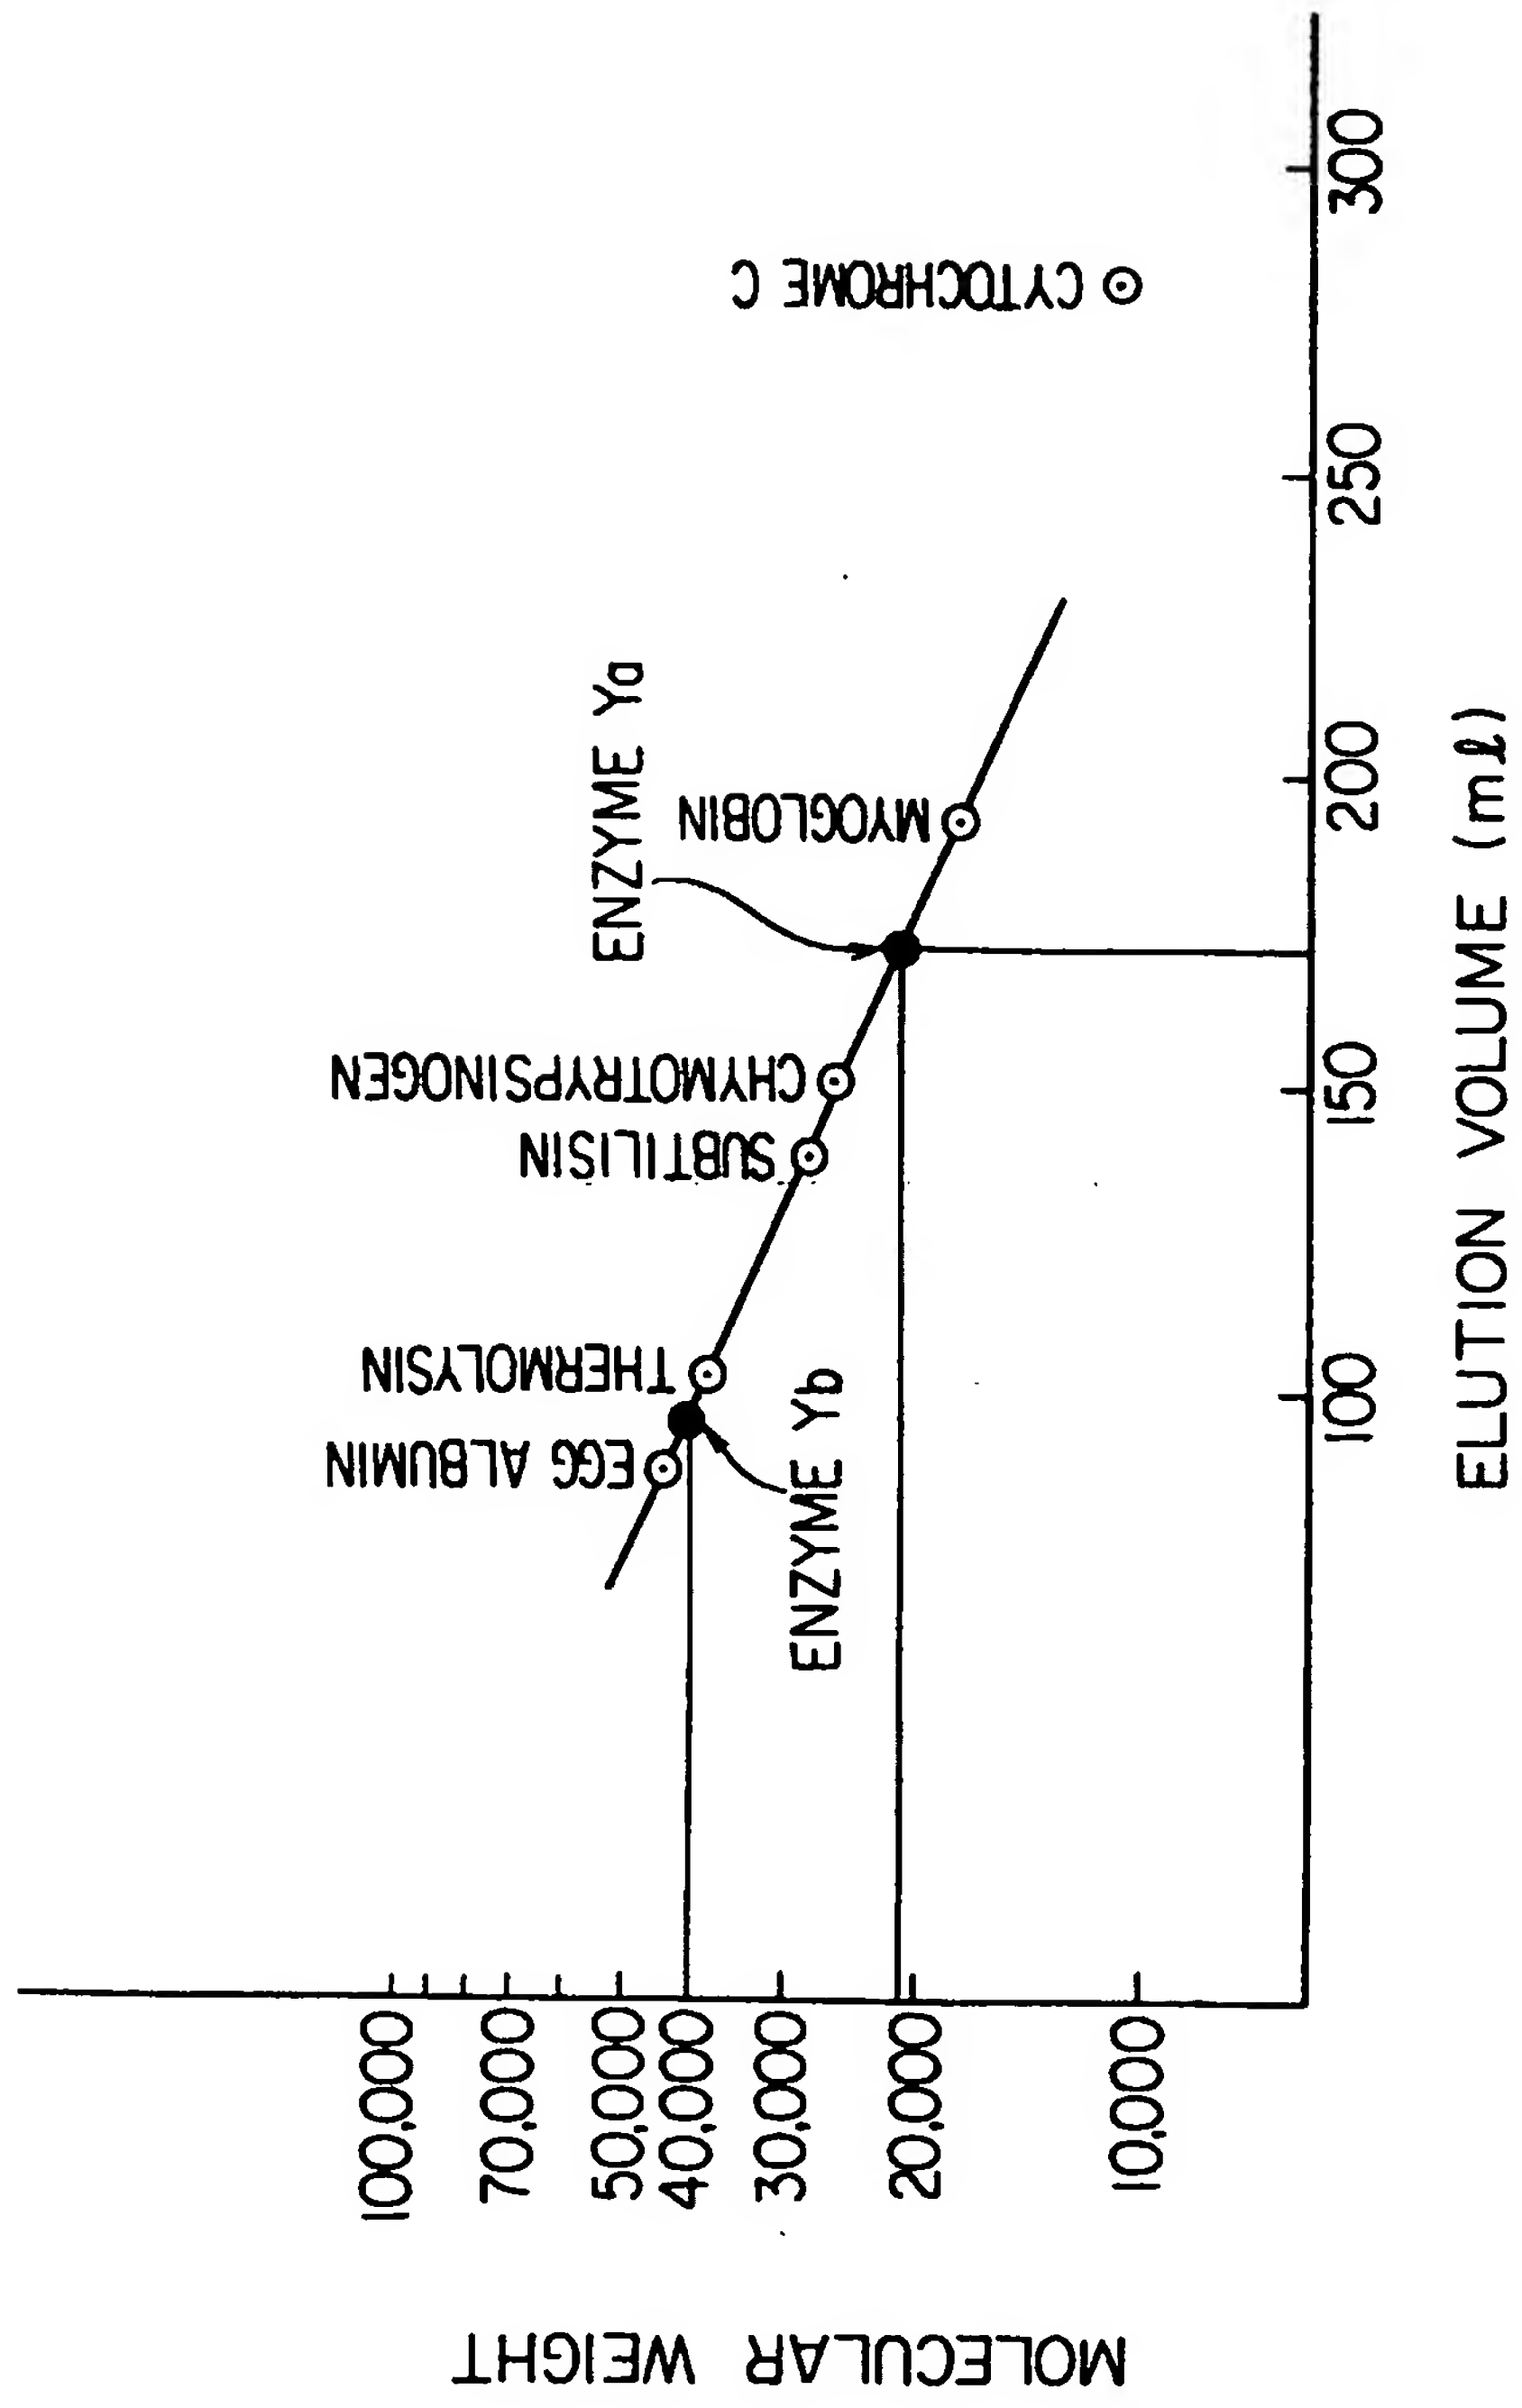 MOLECULAR WEIGHT
100,000
70,000
50,000
40,000
30,000
20,000
10,000
EGG ALBUMIN
THERMOLYSIN
SUBTILISIN
CHYMOTRYPSINOGEN
MYOGLOBIN
CYTOCHROME C
ENZYME Ya
ENZYME Yb
100
150
200
250
300
ELUTION VOLUME (mℓ)